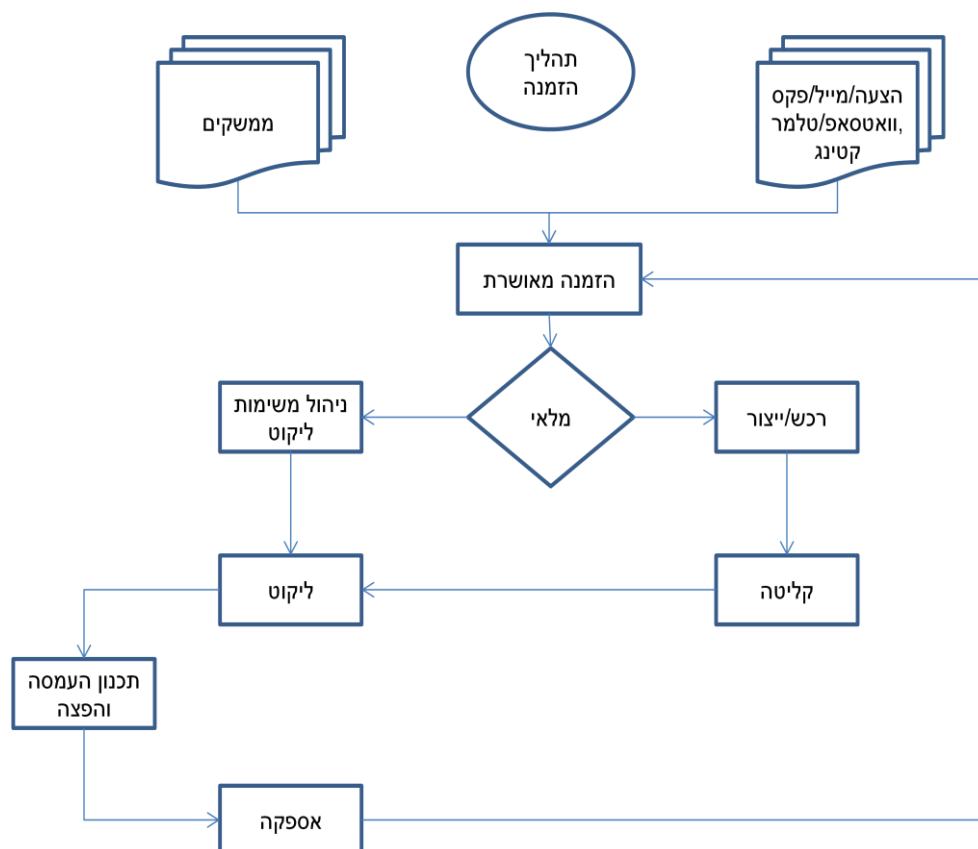 תהליך
הזמנה
הצעה/מייל/פקס
וואטסאפ/טלמר,
קטינג
ממשקים
הזמנה מאושרת
מלאי
רכש/ייצור
ניהול משימות
ליקוט
קליטה
ליקוט
תכנון העמסה
והפצה
אספקה